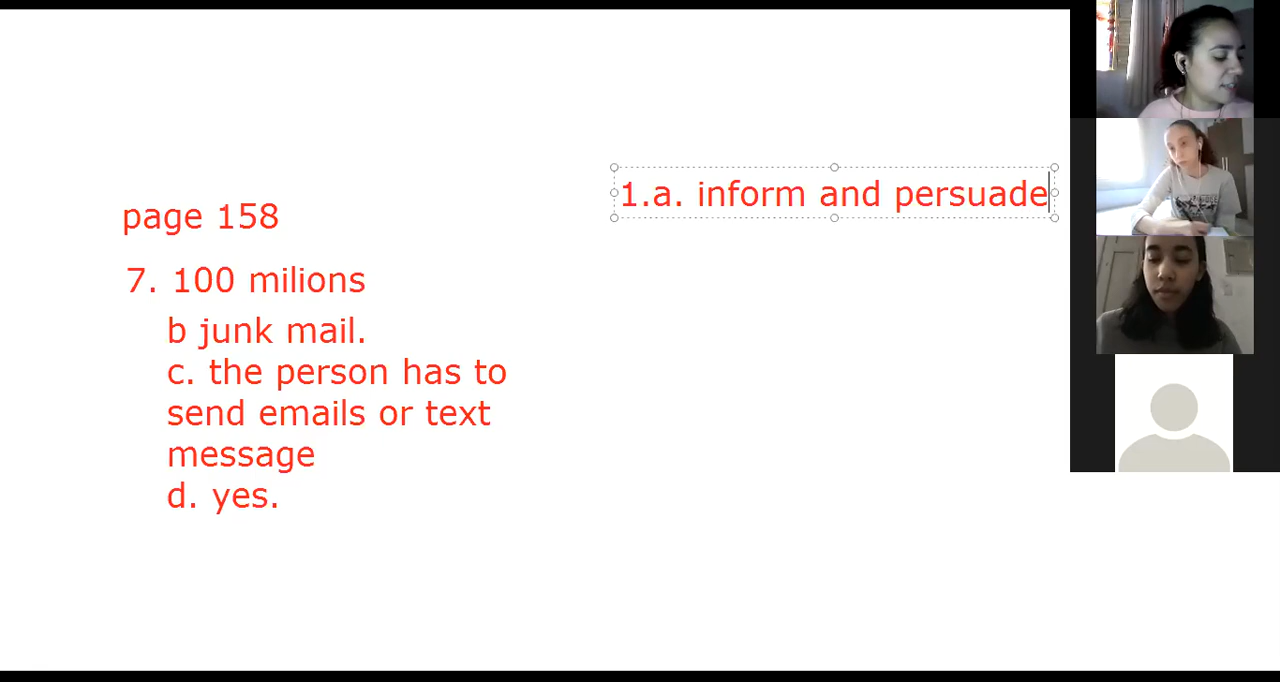 page 158
7. 100 milions
b junk mail.
c. the person has to
send emails or text
message
d. yes.
1.a. inform and persuade